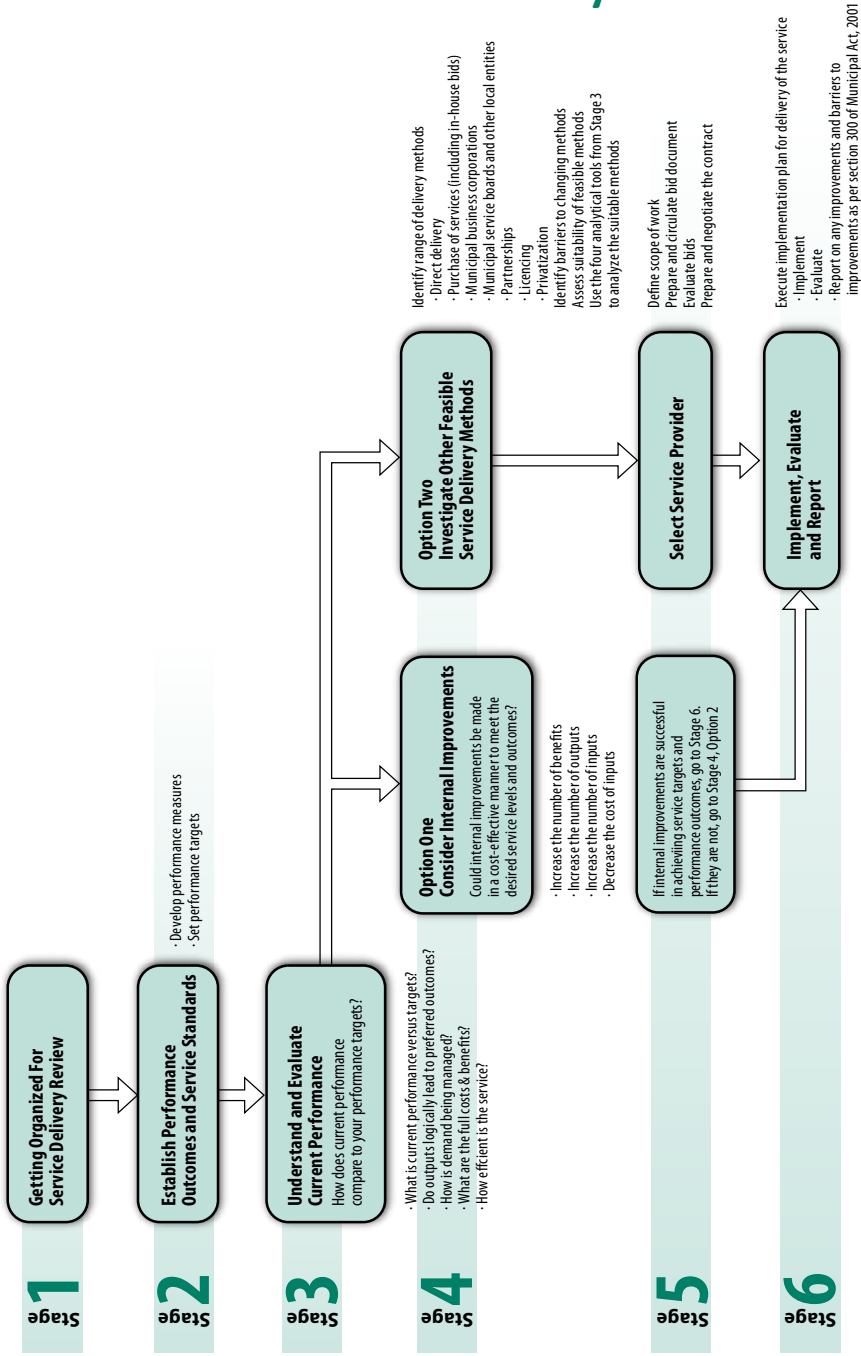 Stage
1
Getting Organized For
Service Delivery Review
Stage
2
Establish Performance
Outcomes and Service Standards
· Develop performance measures
· Set performance targets
Stage
3
Understand and Evaluate
Current Performance
How does current performance
compare to your performance targets?
· What is current performance versus targets?
· Do outputs logically lead to preferred outcomes?
· How is demand being managed?
· What are the full costs & benefits?
· How effcient is the service?
Stage
4
Option One
Consider Internal Improvements
Could internal improvements be made
in a cost-effective manner to meet the
desired service levels and outcomes?
· Increase the number of benefits
· Increase the number of outputs
· Increase the number of inputs
· Decrease the cost of inputs
Option Two
Investigate Other Feasible
Service Delivery Methods
Identify range of delivery methods
· Direct delivery
· Purchase of services (including in-house bids)
· Municipal business corporations
· Municipal service boards and other local entities
· Partnerships
· Licencing
· Privatization
Identify barriers to changing methods
Assess suitability of feasible methods
Use the four analytical tools from Stage 3
to analyze the suitable methods
Stage
5
If internal improvements are successful
in achieviing service targets and
performance outcomes, go to Stage 6.
If they are not, go to Stage 4, Option 2
Select Service Provider
Define scope of work
Prepare and circulate bid document
Evaluate bids
Prepare and negotiate the contract
Stage
6
Implement, Evaluate
and Report
Execute implementation plan for delivery of the service
· Implement
· Evaluate
· Report on any improvements and barriers to
improvements as per section 300 of Municipal Act, 2001